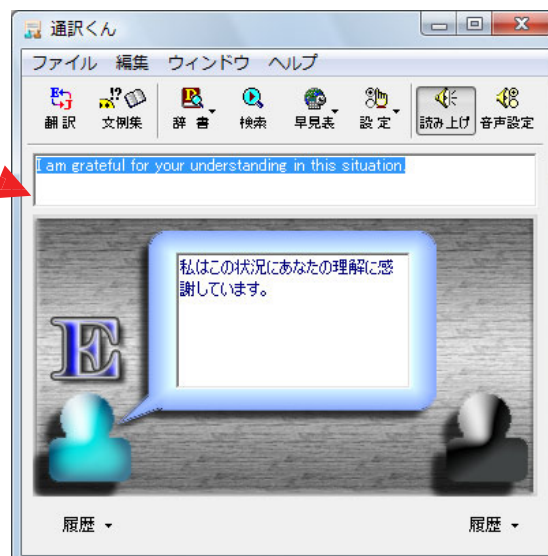 通訳くん
ファイル 編集 ウィンドウ ヘルプ
翻訳 文例集 辞書 検索 早見表 設定 読み上げ 音声設定
I am grateful for your understanding in this situation.
私はこの状況にあなたの理解に感
謝しています。
E
履歴 履歴